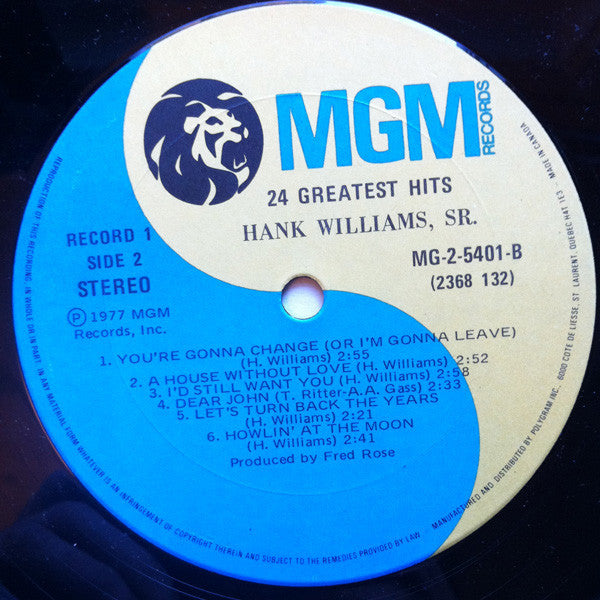 MGM
RECORDS
24 GREATEST HITS
HANK WILLIAMS, SR.
RECORD 1
SIDE 2
STEREO
MG-2-5401-B
(2368 132)
Ⓟ 1977 MGM
Records, Inc.
1. YOU'RE GONNA CHANGE (OR I'M GONNA LEAVE)
(H. Williams) 2:55
2. A HOUSE WITHOUT LOVE (H. Williams) 2:52
3. I'D STILL WANT YOU (H. Williams) 2:58
4. DEAR JOHN (T. Ritter-A.A. Gass) 2:33
5. LET'S TURN BACK THE YEARS
(H. Williams) 2:21
6. HOWLIN' AT THE MOON
(H. Williams) 2:41
Produced by Fred Rose
REPRODUCTION OF THIS RECORDING, IN WHOLE OR IN PART, IN ANY MATERIAL FORM WHATEVER IS AN INFRINGEMENT OF COPYRIGHT THEREIN AND SUBJECT TO THE REMEDIES PROVIDED BY LAW - MANUFACTURED AND DISTRIBUTED BY POLYGRAM INC. 6000 COTE DE LIESSE, ST LAURENT, QUEBEC H4T 1E3 MADE IN CANADA